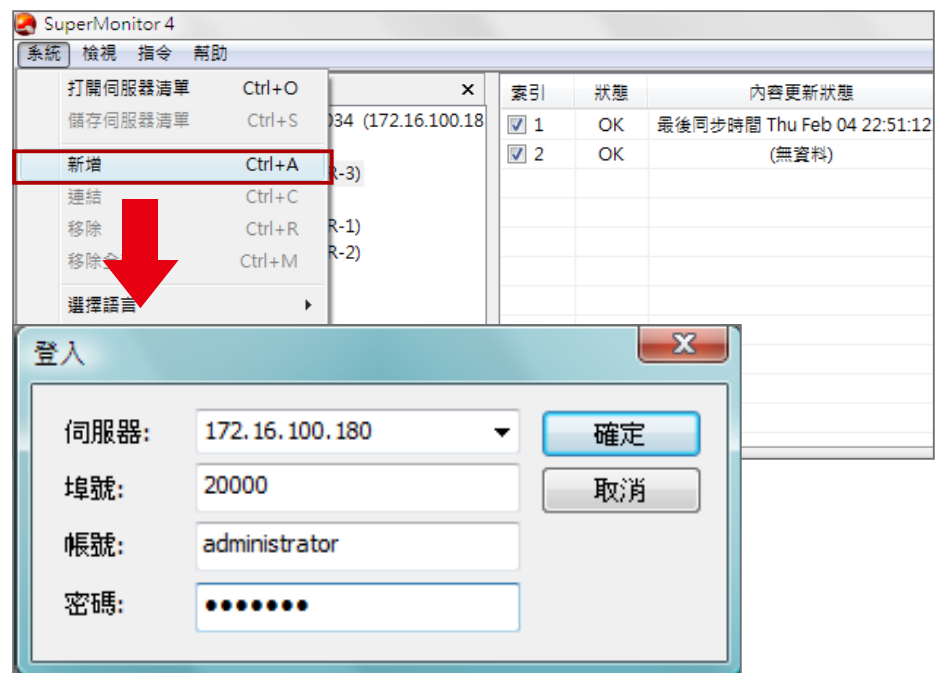 SuperMonitor 4
系統 檢視 指令 幫助
打開伺服器清單 Ctrl+O
儲存伺服器清單 Ctrl+S
新增 Ctrl+A
連結 Ctrl+C
移除 Ctrl+R
移除 Ctrl+M
選擇語言
034 (172.16.100.18
R-3)
R-1)
R-2)
索引 狀態 內容更新狀態
1 OK 最後同步時間 Thu Feb 04 22:51:12
2 OK (無資料)
登入
伺服器: 172.16.100.180 確定
埠號: 20000 取消
帳號: administrator
密碼: •••••••